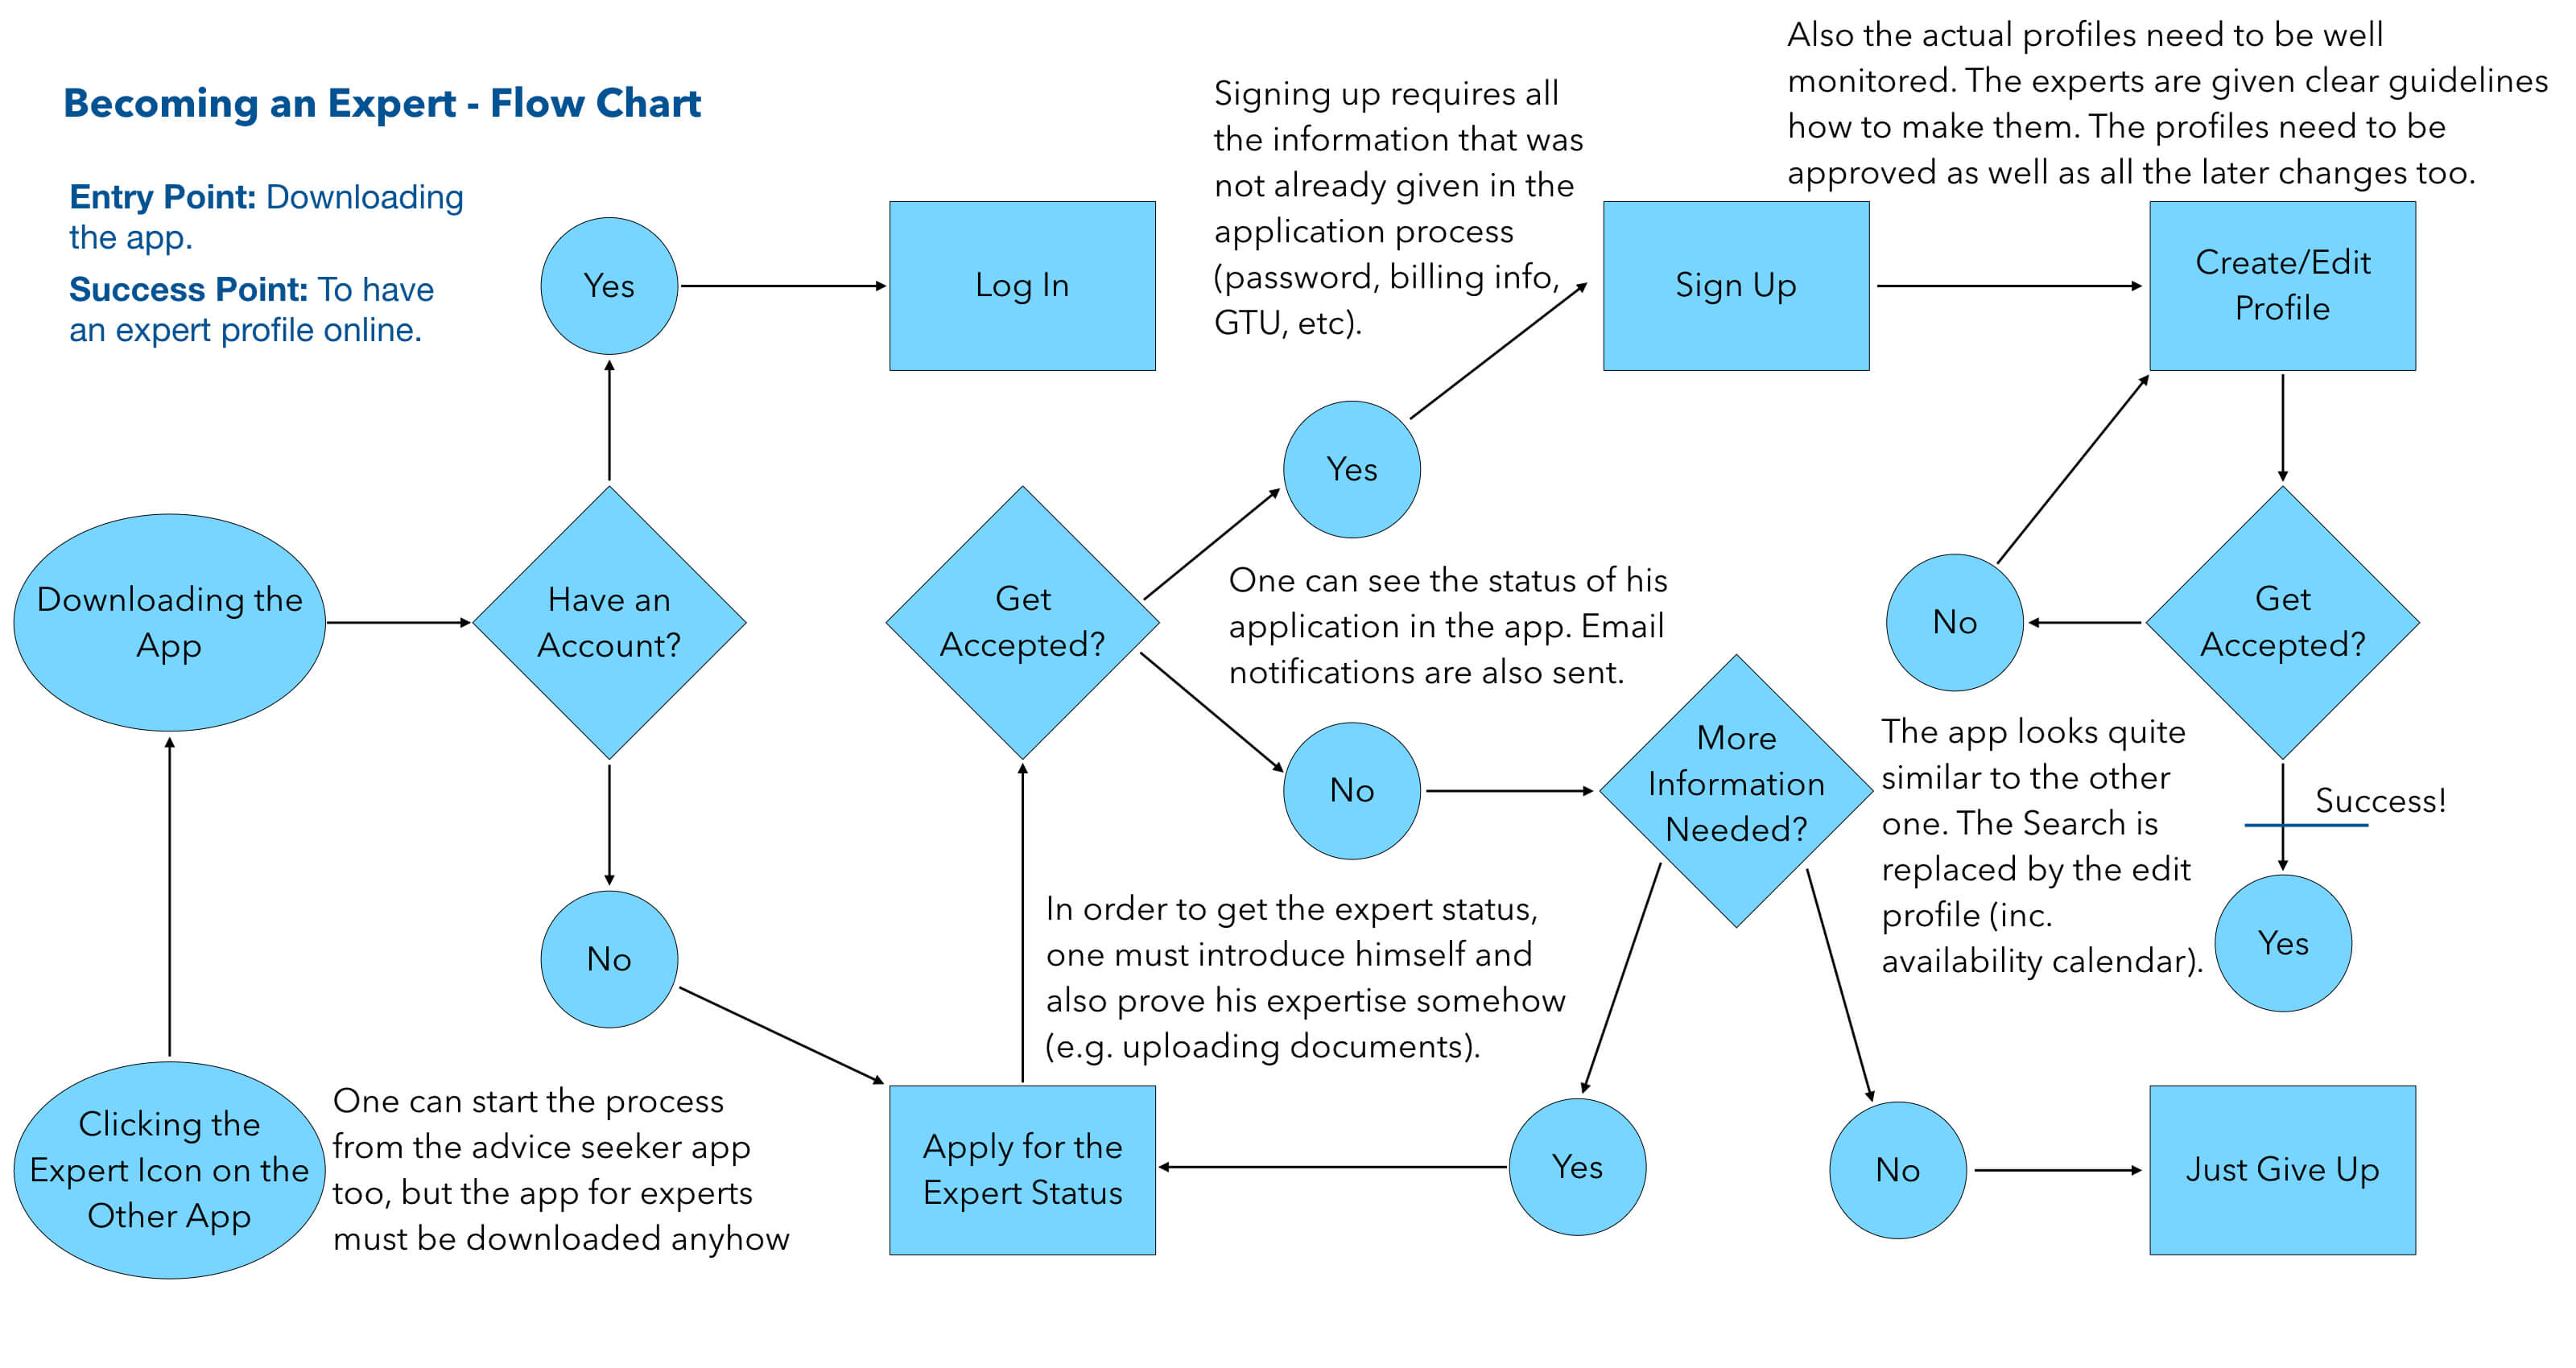 Becoming an Expert - Flow Chart
Entry Point: Downloading
the app.
Success Point: To have
an expert profile online.
Yes
Log In
Signing up requires all
the information that was
not already given in the
application process
(password, billing info,
GTU, etc).
Also the actual profiles need to be well
monitored. The experts are given clear guidelines
how to make them. The profiles need to be
approved as well as all the later changes too.
Sign Up
Create/Edit
Profile
Yes
Downloading the
App
Have an
Account?
Get
Accepted?
One can see the status of his
application in the app. Email
notifications are also sent.
No
Get
Accepted?
No
More
Information
Needed?
The app looks quite
similar to the other
one. The Search is
replaced by the edit
profile (inc.
availability calendar).
Success!
Yes
No
In order to get the expert status,
one must introduce himself and
also prove his expertise somehow
(e.g. uploading documents).
Clicking the
Expert Icon on the
Other App
One can start the process
from the advice seeker app
too, but the app for experts
must be downloaded anyhow
Apply for the
Expert Status
Yes
No
Just Give Up